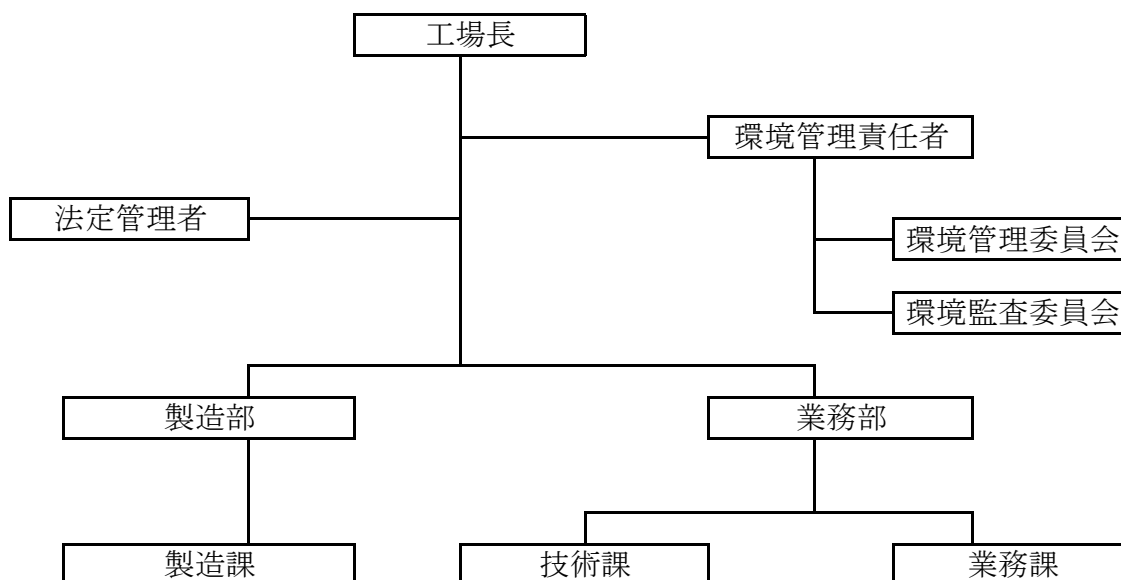 工場長
環境管理責任者
法定管理者
環境管理委員会
環境監査委員会
製造部
業務部
製造課
技術課
業務課